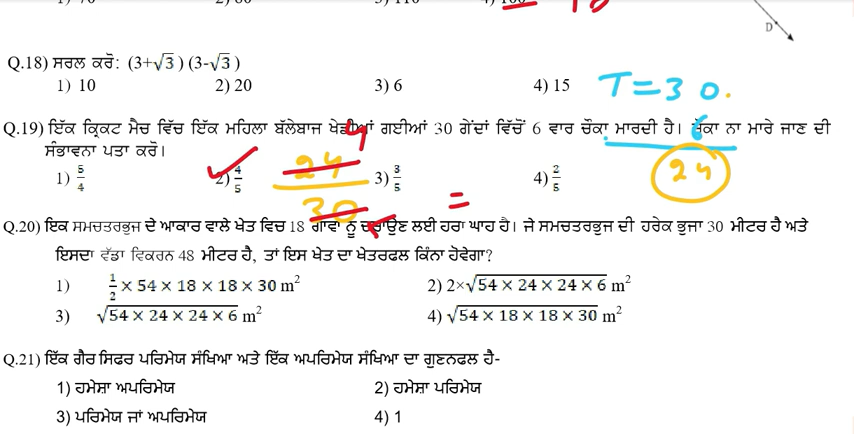 Q.18) ਸਰਲ ਕਰੋ: (3+√3) (3-√3)
1) 10 2) 20 3) 6 4) 15
T=30.
Q.19) ਇੱਕ ਕ੍ਰਿਕਟ ਮੈਚ ਵਿੱਚ ਇੱਕ ਮਹਿਲਾ ਬੱਲੇਬਾਜ ਖੇਡੀਆਂ ਗਈਆਂ 30 ਗੇਂਦਾਂ ਵਿੱਚੋਂ 6 ਵਾਰ ਚੌਕਾ ਮਾਰਦੀ ਹੈ। ਚੌਕਾ ਨਾ ਮਾਰੇ ਜਾਣ ਦੀ
ਸੰਭਾਵਨਾ ਪਤਾ ਕਰੋ।
6
4
1) 5/4 2) 4/5 3) 3/5 4) 2/5
24/30 =
24
Q.20) ਇਕ ਸਮਚਤਰਭੁਜ ਦੇ ਆਕਾਰ ਵਾਲੇ ਖੇਤ ਵਿਚ 18 ਗਾਵਾਂ ਨੂੰ ਚਰਾਉਣ ਲਈ ਹਰਾ ਘਾਹ ਹੈ। ਜੇ ਸਮਚਤਰਭੁਜ ਦੀ ਹਰੇਕ ਭੁਜਾ 30 ਮੀਟਰ ਹੈ ਅਤੇ
ਇਸਦਾ ਵੱਡਾ ਵਿਕਰਨ 48 ਮੀਟਰ ਹੈ, ਤਾਂ ਇਸ ਖੇਤ ਦਾ ਖੇਤਰਫਲ ਕਿੰਨਾ ਹੋਵੇਗਾ?
1) 1/2 × 54 × 18 × 18 × 30 m² 2) 2×√54 × 24 × 24 × 6 m²
3) √54 × 24 × 24 × 6 m² 4) √54 × 18 × 18 × 30 m²
Q.21) ਇੱਕ ਗੈਰ ਸਿਫਰ ਪਰਿਮੇਯ ਸੰਖਿਆ ਅਤੇ ਇੱਕ ਅਪਰਿਮੇਯ ਸੰਖਿਆ ਦਾ ਗੁਣਨਫਲ ਹੈ-
1) ਹਮੇਸ਼ਾ ਅਪਰਿਮੇਯ 2) ਹਮੇਸ਼ਾ ਪਰਿਮੇਯ
3) ਪਰਿਮੇਯ ਜਾਂ ਅਪਰਿਮੇਯ 4) 1
D